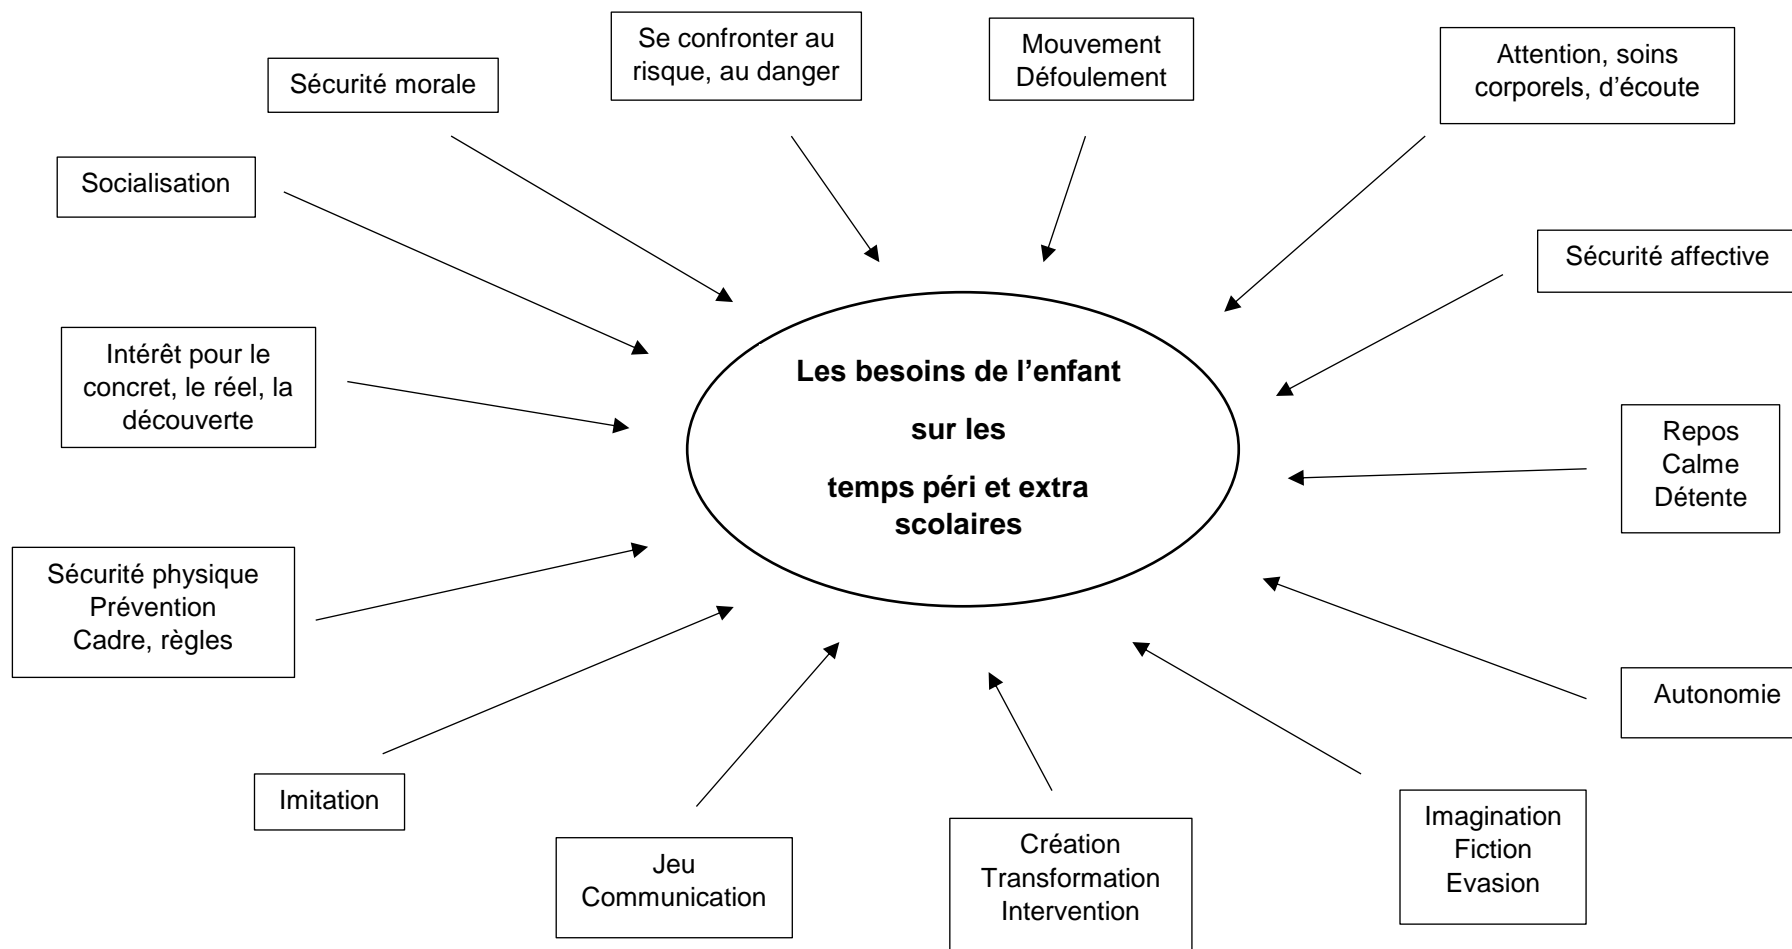 Se confronter au
risque, au danger
Mouvement
Défoulement
Attention, soins
corporels, d’écoute
Sécurité morale
Socialisation
Sécurité affective
Intérêt pour le
concret, le réel, la
découverte
Les besoins de l’enfant
sur les
temps péri et extra
scolaires
Repos
Calme
Détente
Sécurité physique
Prévention
Cadre, règles
Autonomie
Imitation
Jeu
Communication
Création
Transformation
Intervention
Imagination
Fiction
Evasion